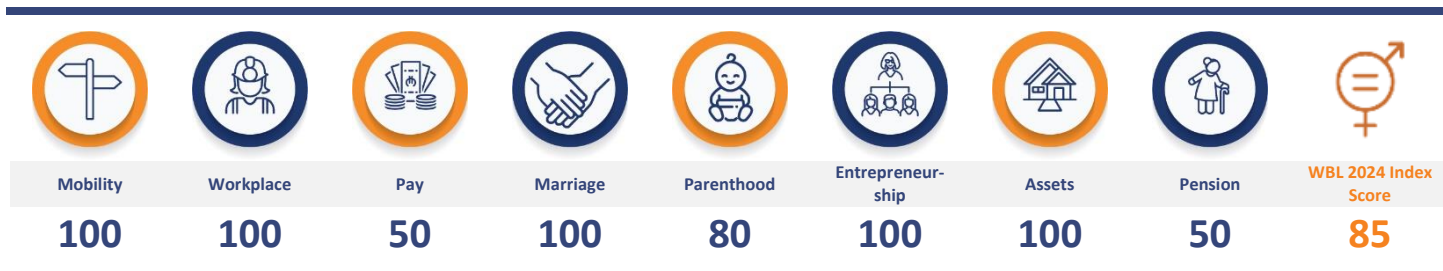 Mobility
Workplace
Pay
Marriage
Parenthood
Entrepreneur-
ship
Assets
Pension
WBL 2024 Index
Score
100
100
50
100
80
100
100
50
85